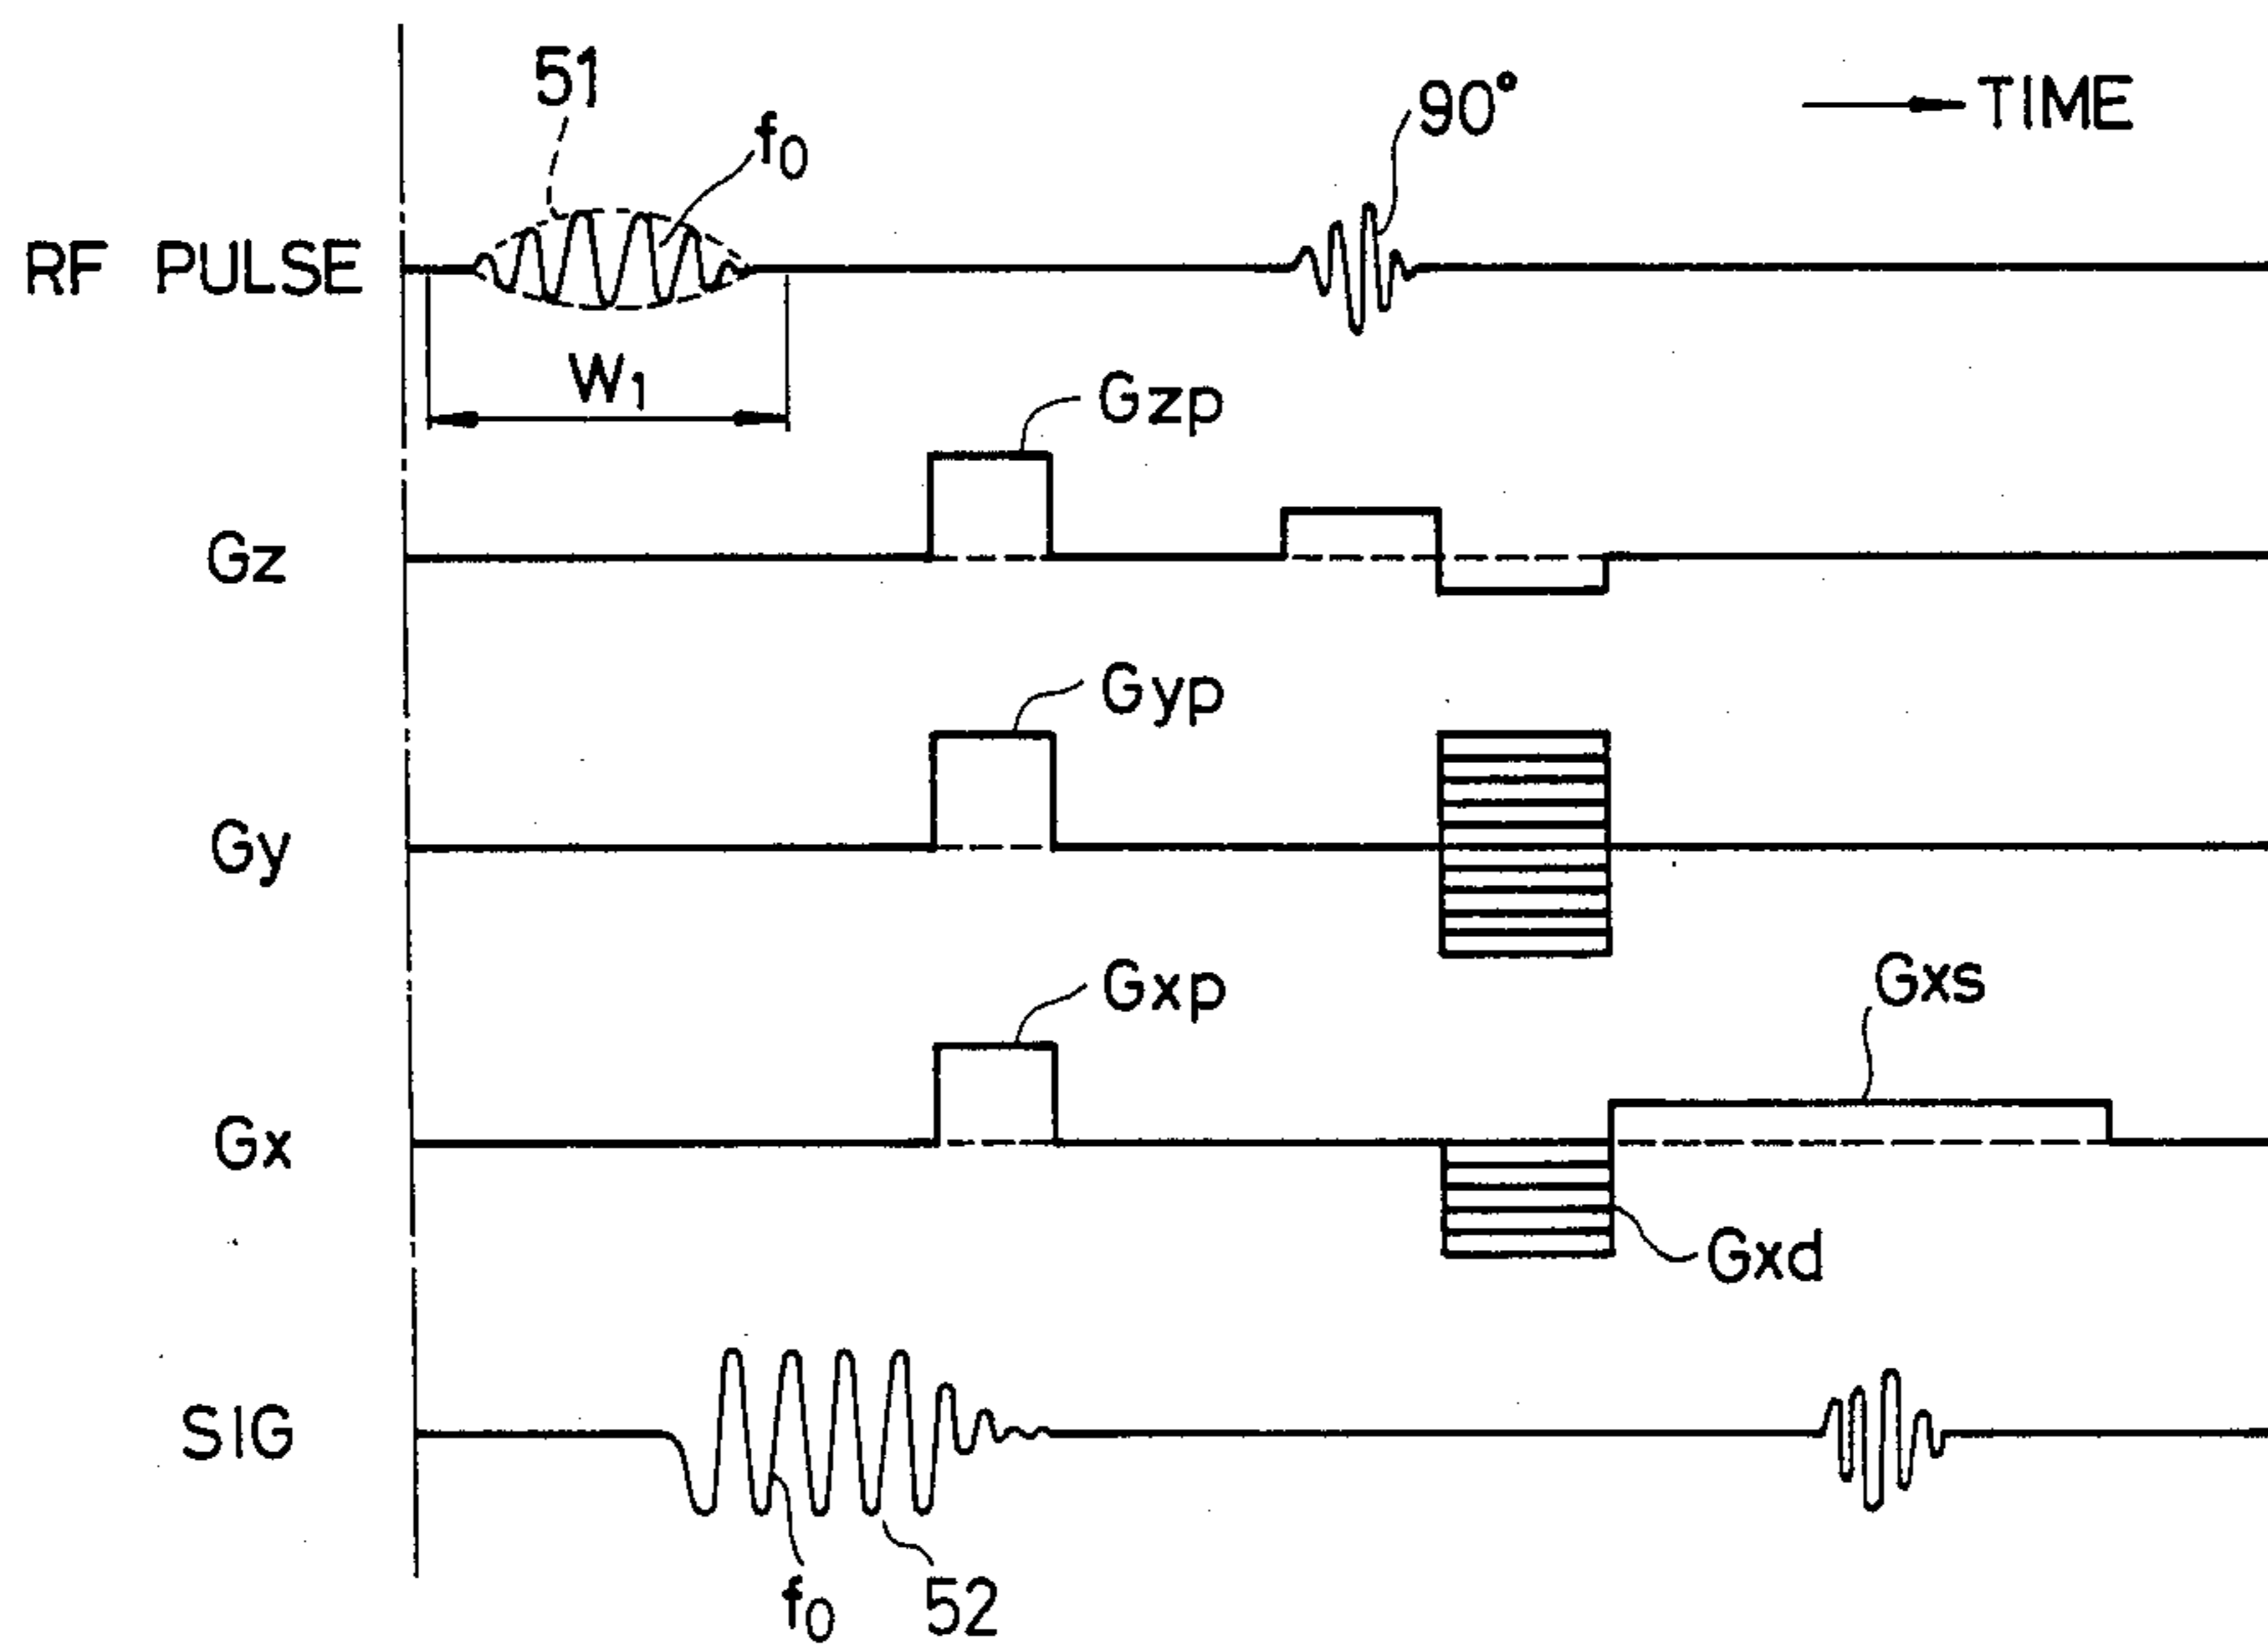 51
f0
90°
TIME
RF PULSE
W1
Gzp
Gz
Gyp
Gy
Gxp
Gxs
Gx
Gxd
SIG
f0
52